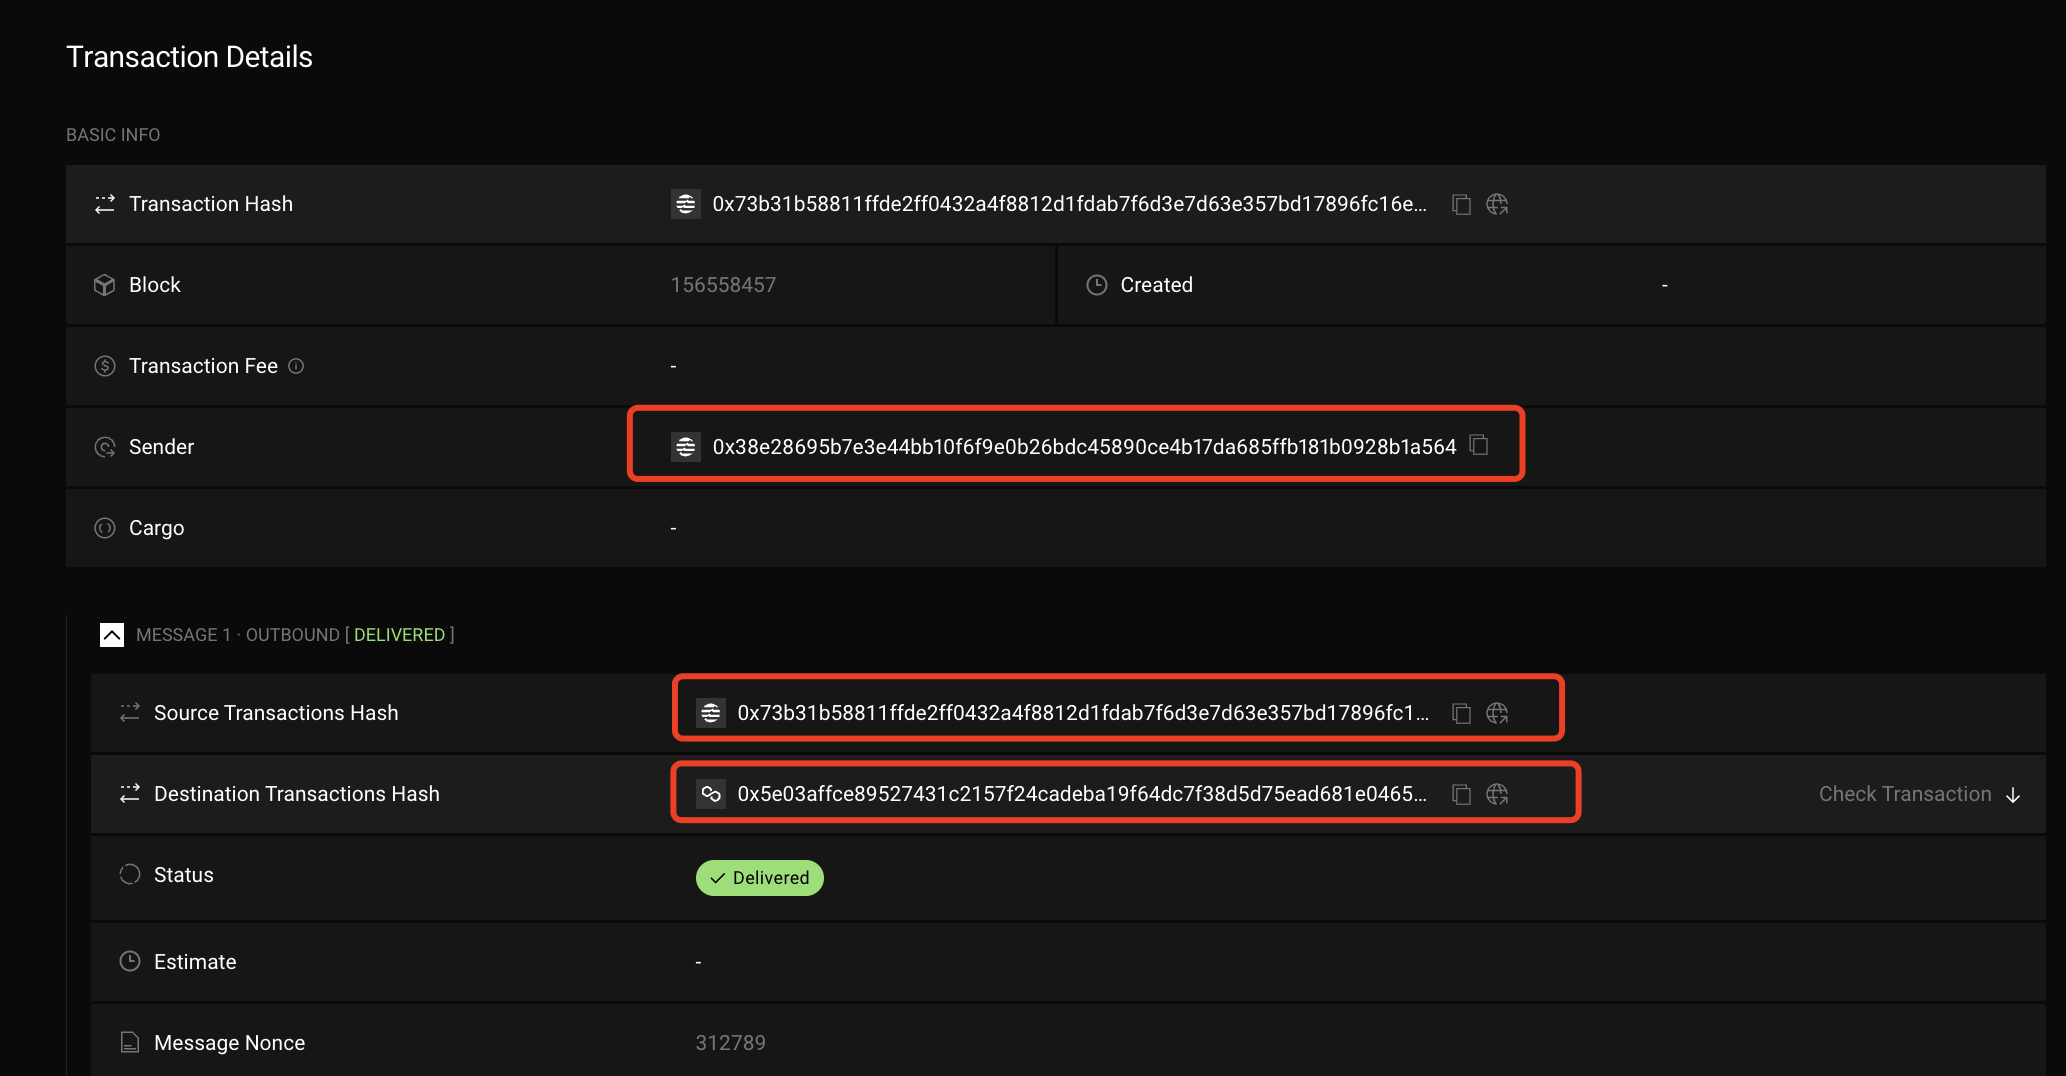 Transaction Details
BASIC INFO
Transaction Hash 0x73b31b58811ffde2ff0432a4f8812d1fdab7f6d3e7d63e357bd17896fc16e...
Block 156558457 Created -
Transaction Fee -
Sender 0x38e28695b7e3e44bb10f6f9e0b26bdc45890ce4b17da685ffb181b0928b1a564
Cargo -
MESSAGE 1 · OUTBOUND [ DELIVERED ]
Source Transactions Hash 0x73b31b58811ffde2ff0432a4f8812d1fdab7f6d3e7d63e357bd17896fc1...
Destination Transactions Hash 0x5e03affce89527431c2157f24cadeba19f64dc7f38d5d75ead681e0465... Check Transaction
Status Delivered
Estimate -
Message Nonce 312789